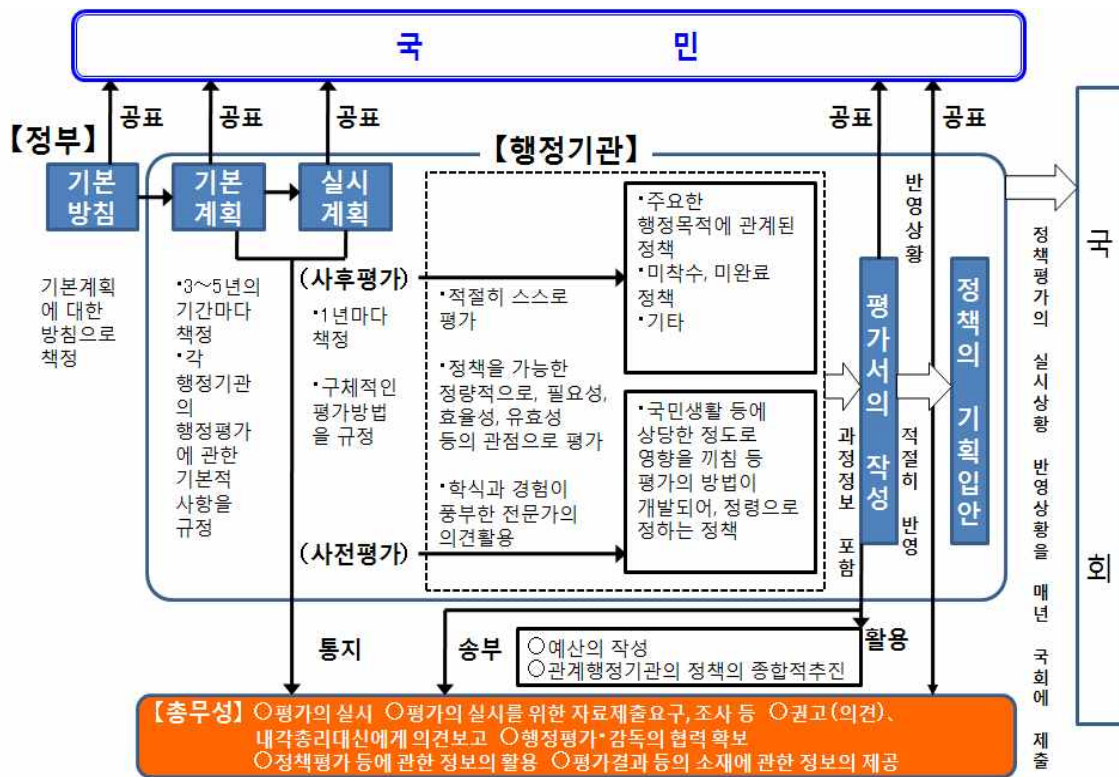 국 민
공표
공표
공표
공표
공표
【정부】
【행정기관】
기본
방침
기본
계획
실시
계획
기본계획
에 대한
방침으로
책정
•3~5년의
기간마다
책정
•각
행정기관
의
행정평가
에 관한
기본적
사항을
규정
(사후평가)
•1년마다
책정
•구체적인
평가방법
을 규정
(사전평가)
•적절히 스스로
평가
•정책을 가능한
정량적으로, 필요성,
효율성, 유효성
등의 관점으로 평가
•학식과 경험이
풍부한 전문가의
의견활용
•주요한
행정목적에 관계된
정책
•미착수, 미완료
정책
•기타
•국민생활 등에
상당한 정도로
영향을 끼침 등
평가의 방법이
개발되어, 정령으로
정하는 정책
평가서의 작성
과정정보 포함
반영상황
적절히 반영
정책의 기획입안
정책평가의 실시상황 반영상황을 매년 국회에 제출
국 회
통지
송부
활용
○예산의 작성
○관계행정기관의 정책의 종합적추진
【총무성】 ○평가의 실시 ○평가의 실시를 위한 자료제출요구, 조사 등 ○권고(의견)、
내각총리대신에게 의견보고 ○행정평가•감독의 협력 확보
○정책평가 등에 관한 정보의 활용 ○평가결과 등의 소재에 관한 정보의 제공